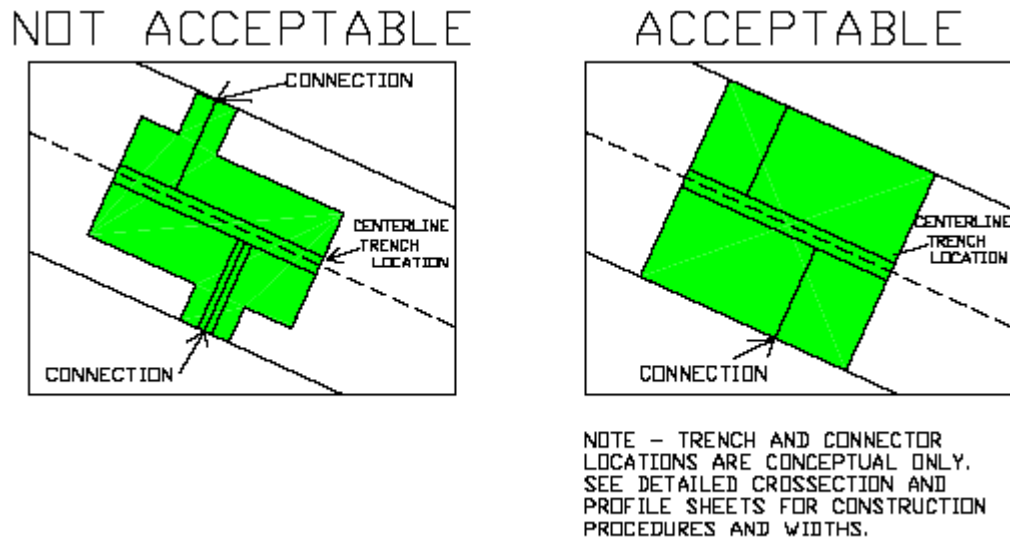 NOT ACCEPTABLE
CONNECTION
CENTERLINE
TRENCH
LOCATION
CONNECTION
ACCEPTABLE
CENTERLINE
TRENCH
LOCATION
CONNECTION
NOTE – TRENCH AND CONNECTOR
LOCATIONS ARE CONCEPTUAL ONLY.
SEE DETAILED CROSSECTION AND
PROFILE SHEETS FOR CONSTRUCTION
PROCEDURES AND WIDTHS.